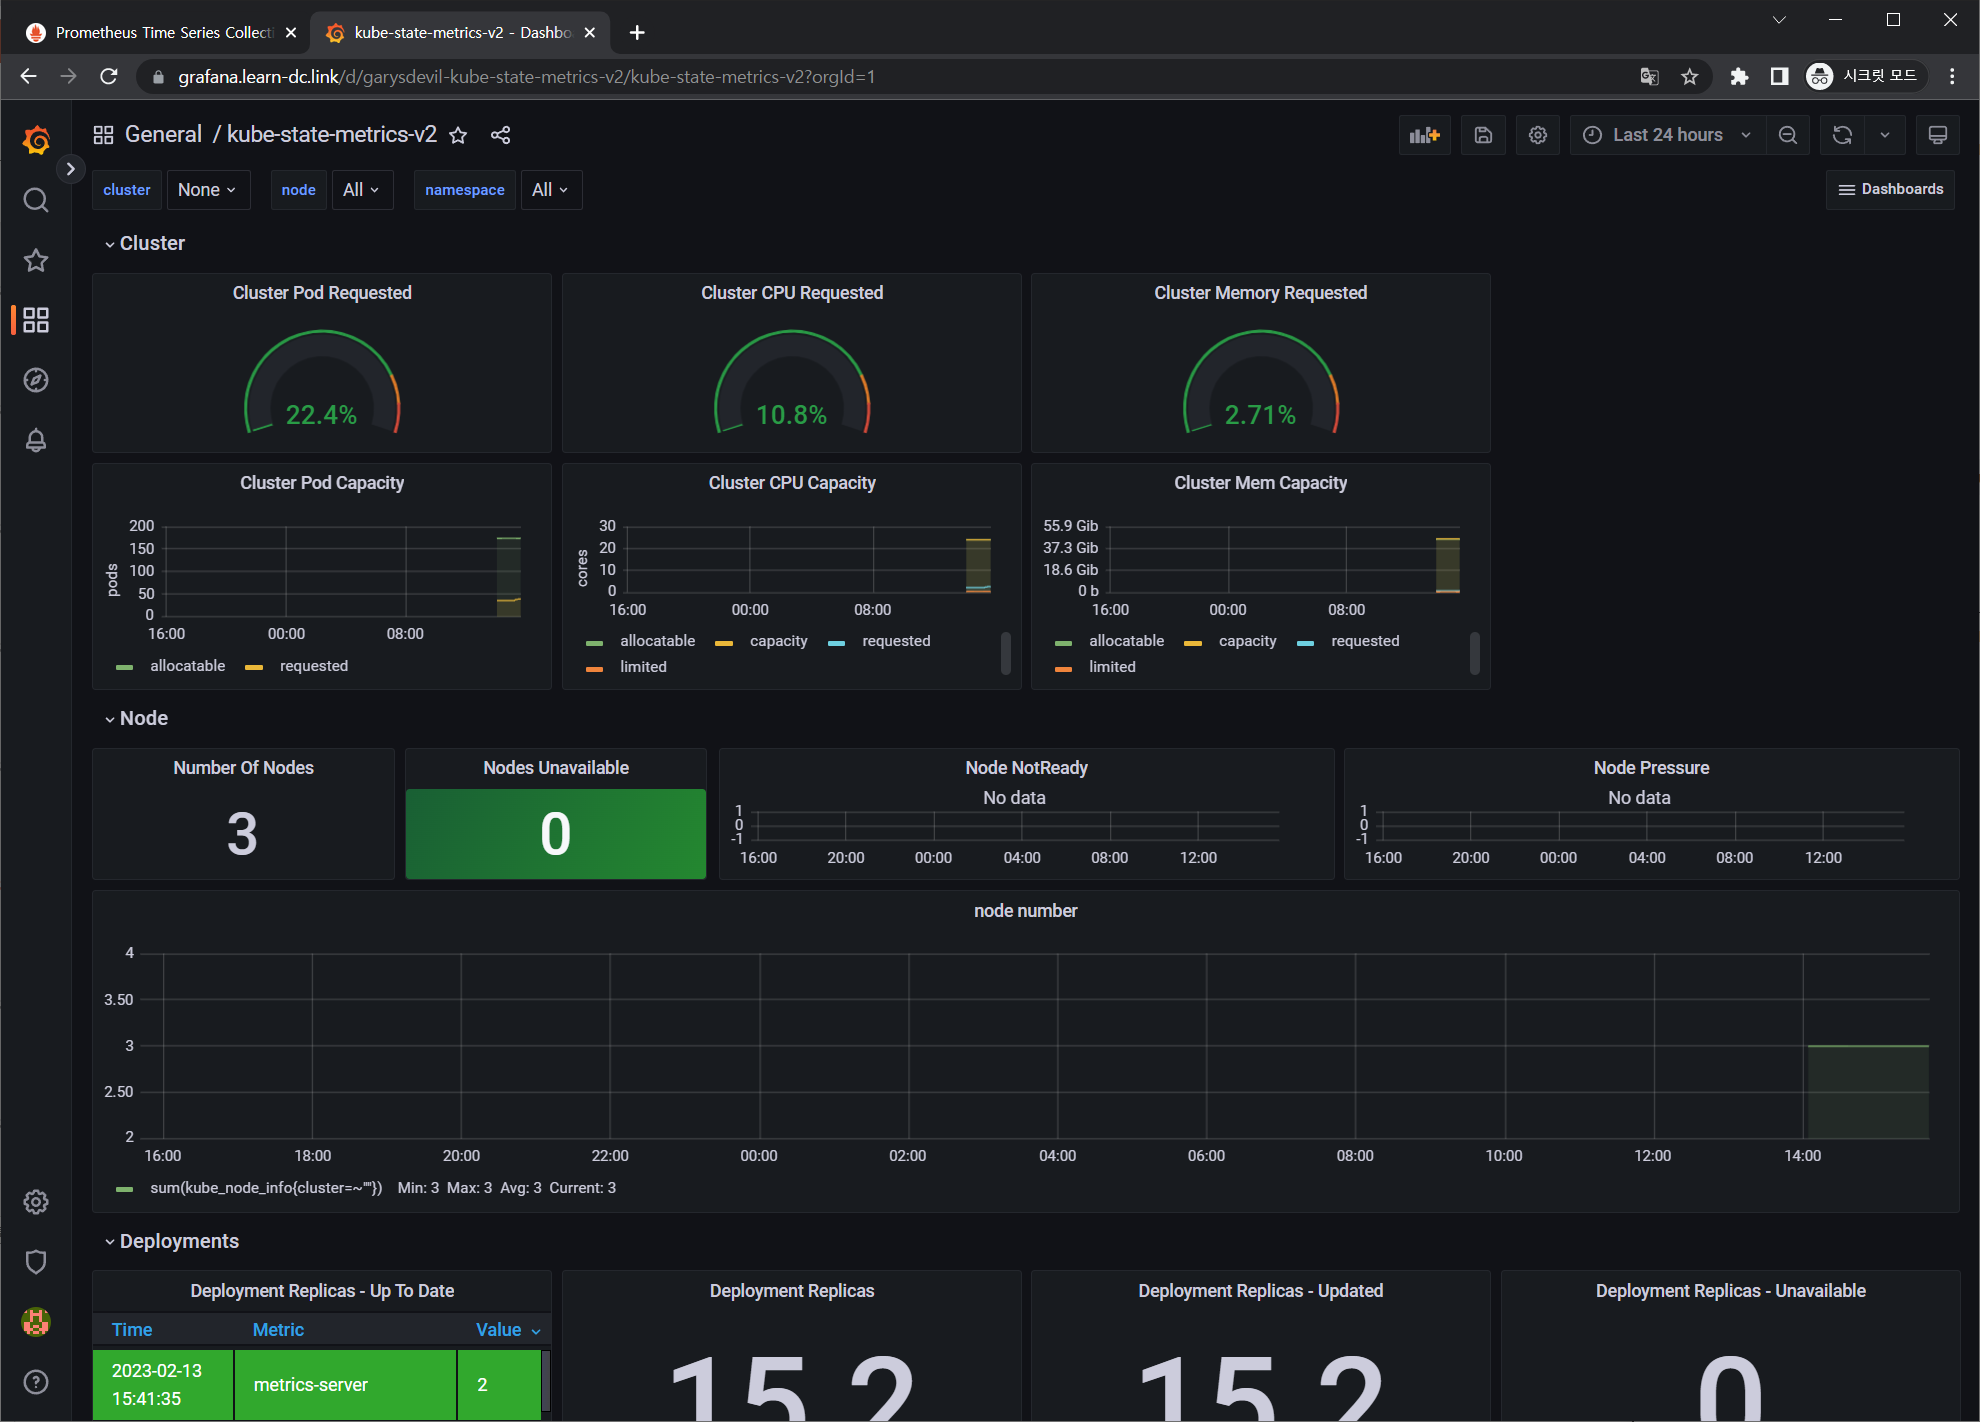 Prometheus Time Series Collecti
kube-state-metrics-v2 - Dashbo
grafana.learn-dc.link/d/garysdevil-kube-state-metrics-v2/kube-state-metrics-v2?orgId=1
시크릿 모드
General / kube-state-metrics-v2
Last 24 hours
cluster None node All namespace All
Dashboards
Cluster
Cluster Pod Requested
22.4%
Cluster CPU Requested
10.8%
Cluster Memory Requested
2.71%
Cluster Pod Capacity
pods
200
150
100
50
0
16:00 00:00 08:00
allocatable requested
Cluster CPU Capacity
cores
30
20
10
0
16:00 00:00 08:00
allocatable capacity requested
limited
Cluster Mem Capacity
55.9 Gib
37.3 Gib
18.6 Gib
0 b
16:00 00:00 08:00
allocatable capacity requested
limited
Node
Number Of Nodes
3
Nodes Unavailable
0
Node NotReady
No data
1
0
-1
16:00 20:00 00:00 04:00 08:00 12:00
Node Pressure
No data
1
0
-1
16:00 20:00 00:00 04:00 08:00 12:00
node number
4
3.50
3
2.50
2
16:00 18:00 20:00 22:00 00:00 02:00 04:00 06:00 08:00 10:00 12:00 14:00
sum(kube_node_info{cluster=~""}) Min: 3 Max: 3 Avg: 3 Current: 3
Deployments
Deployment Replicas - Up To Date
Time Metric Value
2023-02-13
15:41:35
metrics-server
2
Deployment Replicas
15.2
Deployment Replicas - Updated
15.2
Deployment Replicas - Unavailable
0